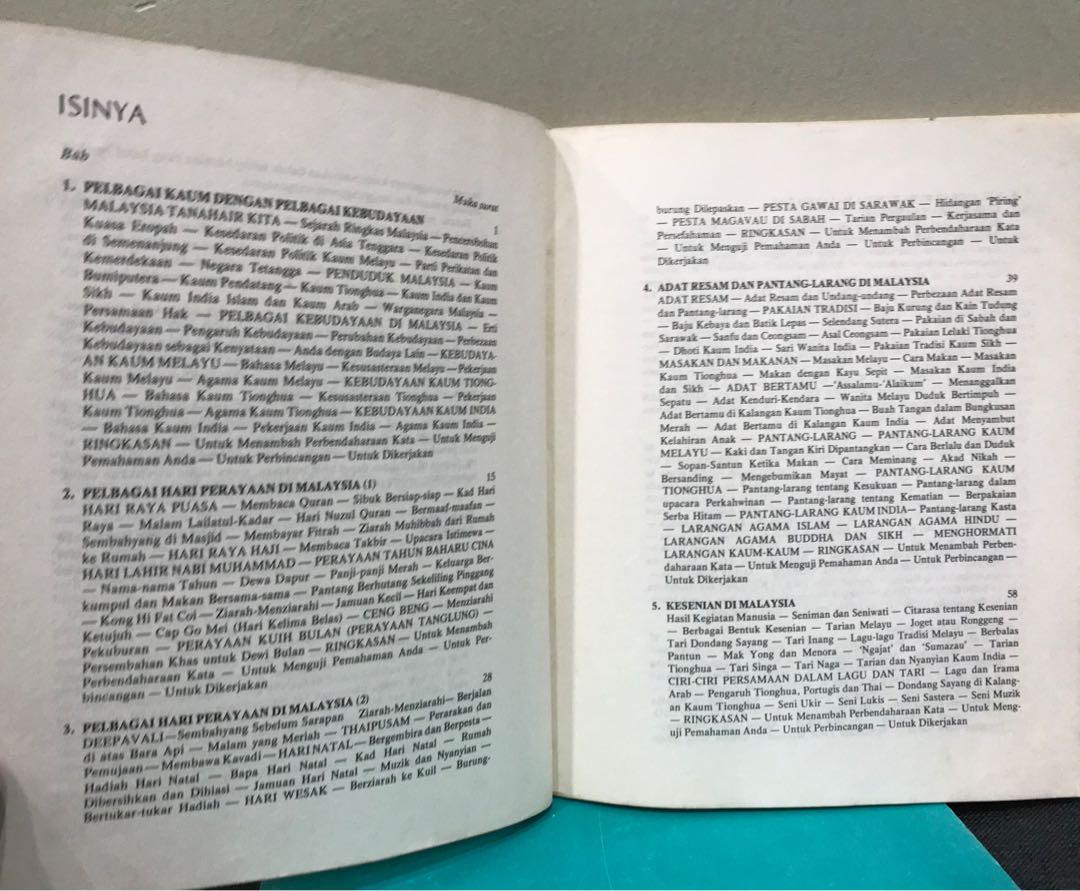 ISINYA
Bab
Muka surat
1. PELBAGAI KAUM DENGAN PELBAGAI KEBUDAYAAN 1
MALAYSIA TANAHAIR KITA — Sejarah Ringkas Malaysia — Pencerobohan
Kuasa Eropah — Kesedaran Politik di Asia Tenggara — Kesedaran Politik
di Semenanjung — Kesedaran Politik Kaum Melayu — Parti Perikatan dan
Kemerdekaan — Negara Tetangga — PENDUDUK MALAYSIA — Kaum
Bumiputera — Kaum Pendatang — Kaum Tionghua — Kaum India dan Kaum
Sikh — Kaum India Islam dan Kaum Arab — Warganegara Malaysia —
Persamaan Hak — PELBAGAI KEBUDAYAAN DI MALAYSIA — Erti
Kebudayaan — Pengaruh Kebudayaan — Perubahan Kebudayaan — Perbezaan
Kebudayaan sebagai Kenyataan — Anda dengan Budaya Lain — KEBUDAYA-
AN KAUM MELAYU — Bahasa Melayu — Kesusasteraan Melayu — Pekerjaan
Kaum Melayu — Agama Kaum Melayu — KEBUDAYAAN KAUM TIONG-
HUA — Bahasa Kaum Tionghua — Kesusasteraan Tionghua — Pekerjaan
Kaum Tionghua — Agama Kaum Tionghua — KEBUDAYAAN KAUM INDIA
— Bahasa Kaum India — Pekerjaan Kaum India — Agama Kaum India —
RINGKASAN — Untuk Menambah Perbendaharaan Kata — Untuk Menguji
Pemahaman Anda — Untuk Perbincangan — Untuk Dikerjakan
2. PELBAGAI HARI PERAYAAN DI MALAYSIA (1) 15
HARI RAYA PUASA — Membaca Quran — Sibuk Bersiap-siap — Kad Hari
Raya — Malam Lailatul-Kadar — Hari Nuzul Quran — Bermaaf-maafan —
Sembahyang di Masjid — Membayar Fitrah — Ziarah Muhibbah dari Rumah
ke Rumah — HARI RAYA HAJI — Membaca Takbir — Upacara Istimewa —
HARI LAHIR NABI MUHAMMAD — PERAYAAN TAHUN BAHARU CINA
— Nama-nama Tahun — Dewa Dapur — Panji-panji Merah — Keluarga Ber-
kumpul dan Makan Bersama-sama — Pantang Berhutang Sekeliling Pinggang
— Kong Hi Fat Coi — Ziarah-Menziarahi — Jamuan Kecil — Hari Keempat dan
Ketujuh — Cap Go Mei (Hari Kelima Belas) — CENG BENG — Menziarahi
Pekuburan — PERAYAAN KUIH BULAN (PERAYAAN TANGLUNG) —
Persembahan Khas untuk Dewi Bulan — RINGKASAN — Untuk Menambah
Perbendaharaan Kata — Untuk Menguji Pemahaman Anda — Untuk Per-
bincangan — Untuk Dikerjakan
3. PELBAGAI HARI PERAYAAN DI MALAYSIA (2) 28
DEEPAVALI — Sembahyang Sebelum Sarapan Ziarah-Menziarahi — Berjalan
di atas Bara Api — Malam yang Meriah — THAIPUSAM — Perarakan dan
Pemujaan — Membawa Kavadi — HARI NATAL — Bergembira dan Berpesta —
Hadiah Hari Natal — Bapa Hari Natal — Kad Hari Natal — Rumah
Dibersihkan dan Dihiasi — Jamuan Hari Natal — Muzik dan Nyanyian —
Bertukar-tukar Hadiah — HARI WESAK — Berziarah ke Kuil — Burung-
burung Dilepaskan — PESTA GAWAI DI SARAWAK — Hidangan 'Piring'
— PESTA MAGAVAU DI SABAH — Tarian Pergaulan — Kerjasama dan
Persefahaman — RINGKASAN — Untuk Menambah Perbendaharaan Kata
— Untuk Menguji Pemahaman Anda — Untuk Perbincangan — Untuk
Dikerjakan
4. ADAT RESAM DAN PANTANG-LARANG DI MALAYSIA 39
ADAT RESAM — Adat Resam dan Undang-undang — Perbezaan Adat Resam
dan Pantang-larang — PAKAIAN TRADISI — Baju Kurung dan Kain Tudung
— Baju Kebaya dan Batik Lepas — Selendang Sutera — Pakaian di Sabah dan
Sarawak — Sanfu dan Ceongsam — Asal Ceongsam — Pakaian Lelaki Tionghua
— Dhoti Kaum India — Sari Wanita India — Pakaian Tradisi Kaum Sikh —
MASAKAN DAN MAKANAN — Masakan Melayu — Cara Makan — Masakan
Kaum Tionghua — Makan dengan Kayu Sepit — Masakan Kaum India
dan Sikh — ADAT BERTAMU —'Assalamu-'Alaikum' — Menanggalkan
Sepatu — Adat Kenduri-Kendara — Wanita Melayu Duduk Bertimpuh —
Adat Bertamu di Kalangan Kaum Tionghua — Buah Tangan dalam Bungkusan
Merah — Adat Bertamu di Kalangan Kaum India — Adat Menyambut
Kelahiran Anak — PANTANG-LARANG — PANTANG-LARANG KAUM
MELAYU — Kaki dan Tangan Kiri Dipantangkan — Cara Berlalu dan Duduk
— Sopan-Santun Ketika Makan — Cara Meminang — Akad Nikah —
Bersanding — Mengebumikan Mayat — PANTANG-LARANG KAUM
TIONGHUA — Pantang-larang tentang Kesukuan — Pantang-larang dalam
upacara Perkahwinan — Pantang-larang tentang Kematian — Berpakaian
Serba Hitam — PANTANG-LARANG KAUM INDIA— Pantang-larang Kasta
— LARANGAN AGAMA ISLAM — LARANGAN AGAMA HINDU —
LARANGAN AGAMA BUDDHA DAN SIKH — MENGHORMATI
LARANGAN KAUM-KAUM — RINGKASAN — Untuk Menambah Perben-
daharaan Kata — Untuk Menguji Pemahaman Anda — Untuk Perbincangan —
Untuk Dikerjakan
5. KESENIAN DI MALAYSIA 58
Hasil Kegiatan Manusia — Seniman dan Seniwati — Citarasa tentang Kesenian
— Berbagai Bentuk Kesenian — Tarian Melayu — Joget atau Ronggeng —
Tari Dondang Sayang — Tari Inang — Lagu-lagu Tradisi Melayu — Berbalas
Pantun — Mak Yong dan Menora — 'Ngajat' dan 'Sumazau' — Tarian
Tionghua — Tari Singa — Tari Naga — Tarian dan Nyanyian Kaum India —
CIRI-CIRI PERSAMAAN DALAM LAGU DAN TARI — Lagu dan Irama
Arab — Pengaruh Tionghua, Portugis dan Thai — Dondang Sayang di Kalang-
an Kaum Tionghua — Seni Ukir — Seni Lukis — Seni Sastera — Seni Muzik
— RINGKASAN — Untuk Menambah Perbendaharaan Kata — Untuk Meng-
uji Pemahaman Anda — Untuk Perbincangan — Untuk Dikerjakan